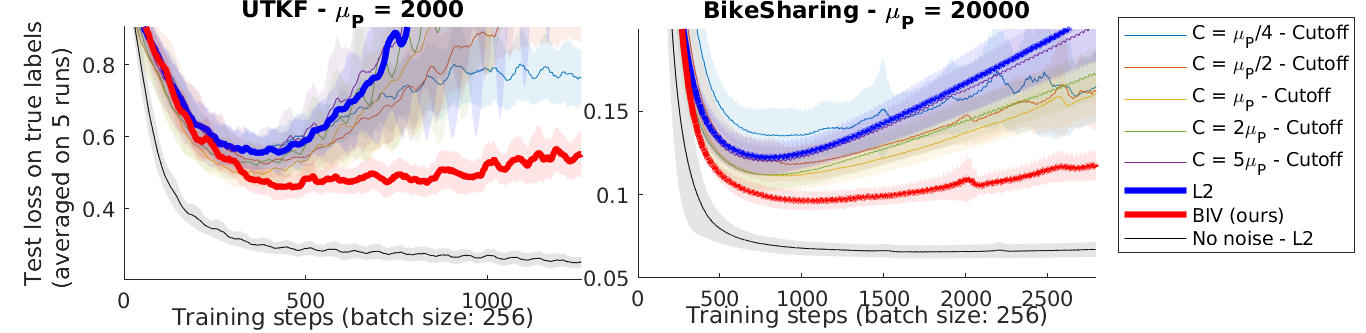 UTKF - μP = 2000
BikeSharing - μP = 20000
Test loss on true labels
(averaged on 5 runs)
0.8
0.6
0.4
0
500
1000
Training steps (batch size: 256)
0.15
0.1
0.05
0
500
1000
1500
2000
2500
Training steps (batch size: 256)
C = μP/4 - Cutoff
C = μP/2 - Cutoff
C = μP - Cutoff
C = 2μP - Cutoff
C = 5μP - Cutoff
L2
BIV (ours)
No noise - L2